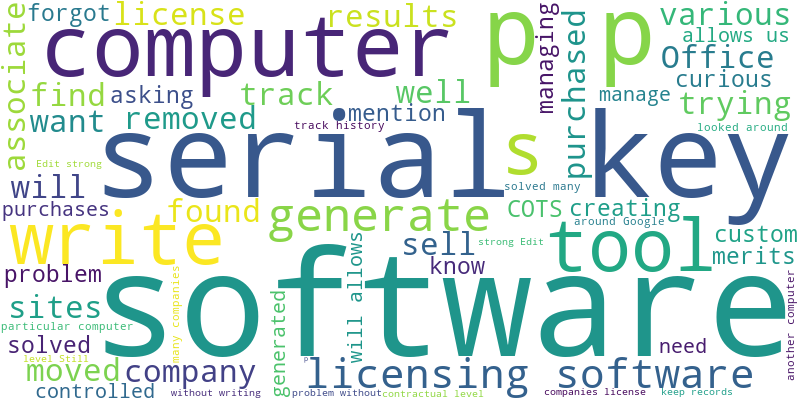 associate
forgot
license
results
various
allows us
computer
p
p
managing
purchased
Office
curious
find
asking
track
well
manage
trying
want
removed
mention
track history
looked around
Edit strong
serial key
s
will
solved many
purchases
found
generate
COTS
creating
around Google
write
sell
strong Edit
tool
custom
merits
problem
know
software
many companies
will allows
another computer
sites
particular computer
generated
solved
level Still
need
p
moved
company
licensing
software
controlled
without writing
problem without
contractual level
companies license
keep records